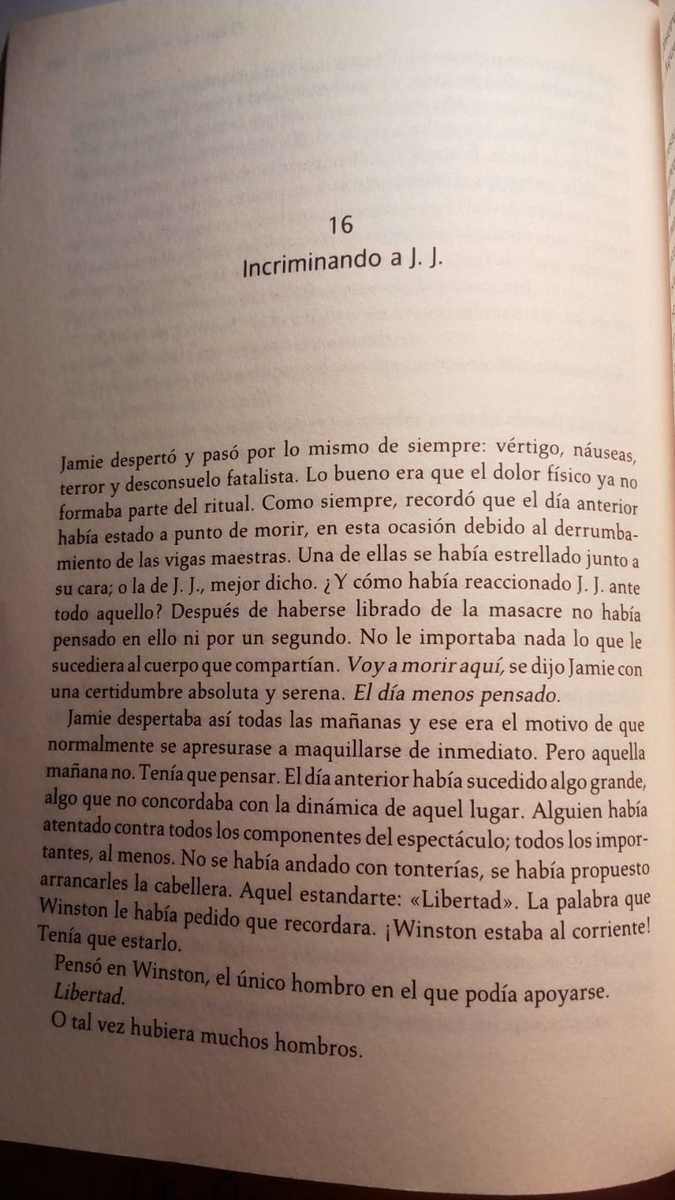 16
Incriminando a J. J.
Jamie despertó y pasó por lo mismo de siempre: vértigo, náuseas,
terror y desconsuelo fatalista. Lo bueno era que el dolor físico ya no
formaba parte del ritual. Como siempre, recordó que el día anterior
había estado a punto de morir, en esta ocasión debido al derrumba-
miento de las vigas maestras. Una de ellas se había estrellado junto a
su cara; o la de J. J., mejor dicho. ¿Y cómo había reaccionado J. J. ante
todo aquello? Después de haberse librado de la masacre no había
pensado en ello ni por un segundo. No le importaba nada lo que le
sucediera al cuerpo que compartían. Voy a morir aquí, se dijo Jamie con
una certidumbre absoluta y serena. El día menos pensado.
Jamie despertaba así todas las mañanas y ese era el motivo de que
normalmente se apresurase a maquillarse de inmediato. Pero aquella
mañana no. Tenía que pensar. El día anterior había sucedido algo grande,
algo que no concordaba con la dinámica de aquel lugar. Alguien había
atentado contra todos los componentes del espectáculo; todos los impor-
tantes, al menos. No se había andado con tonterías, se había propuesto
arrancarles la cabellera. Aquel estandarte: «Libertad». La palabra que
Winston le había pedido que recordara. ¡Winston estaba al corriente!
Tenía que estarlo.
Pensó en Winston, el único hombro en el que podía apoyarse.
Libertad.
O tal vez hubiera muchos hombros.